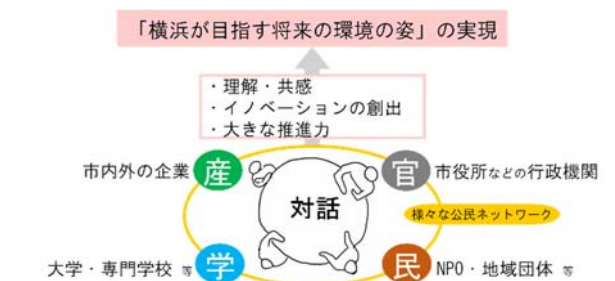 「横浜が目指す将来の環境の姿」の実現
・理解・共感
・イノベーションの創出
・大きな推進力
市内外の企業 産 官 市役所などの行政機関
対話
様々な公民ネットワーク
大学・専門学校 等 学 民 NPO・地域団体 等